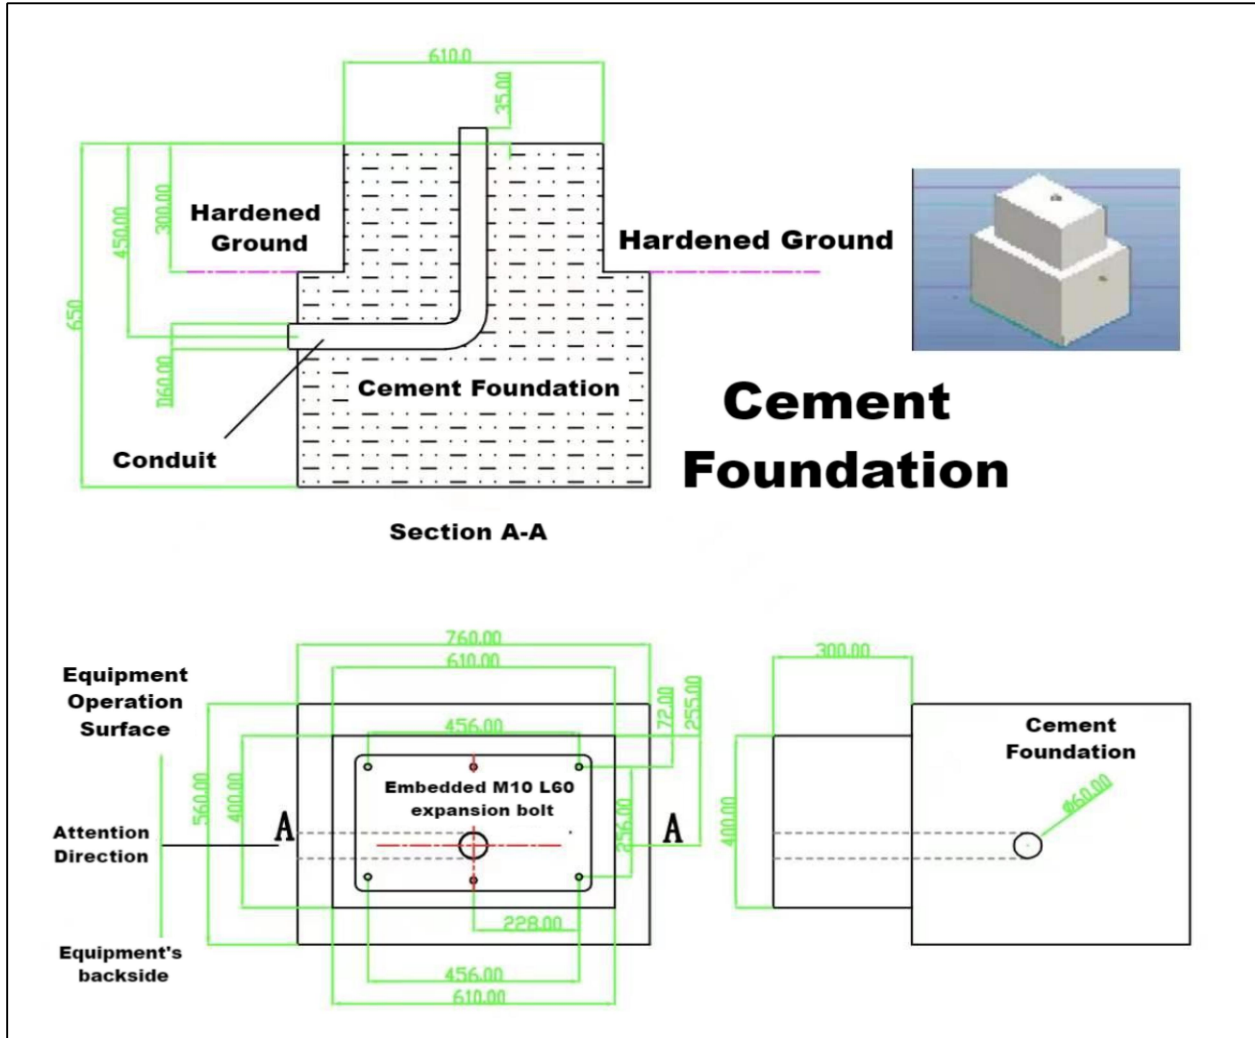 610.0
35.00
300.00
450.00
650
D60.00
Hardened
Ground
Hardened Ground
Cement Foundation
Conduit
Section A-A
Cement
Foundation
760.00
610.00
456.00
72.00
255.00
Equipment
Operation
Surface
560.00
400.00
Embedded M10 L60
expansion bolt
256.00
A
A
Attention
Direction
228.00
Equipment's
backside
456.00
610.00
300.00
Cement
Foundation
400.00
Ø60.00